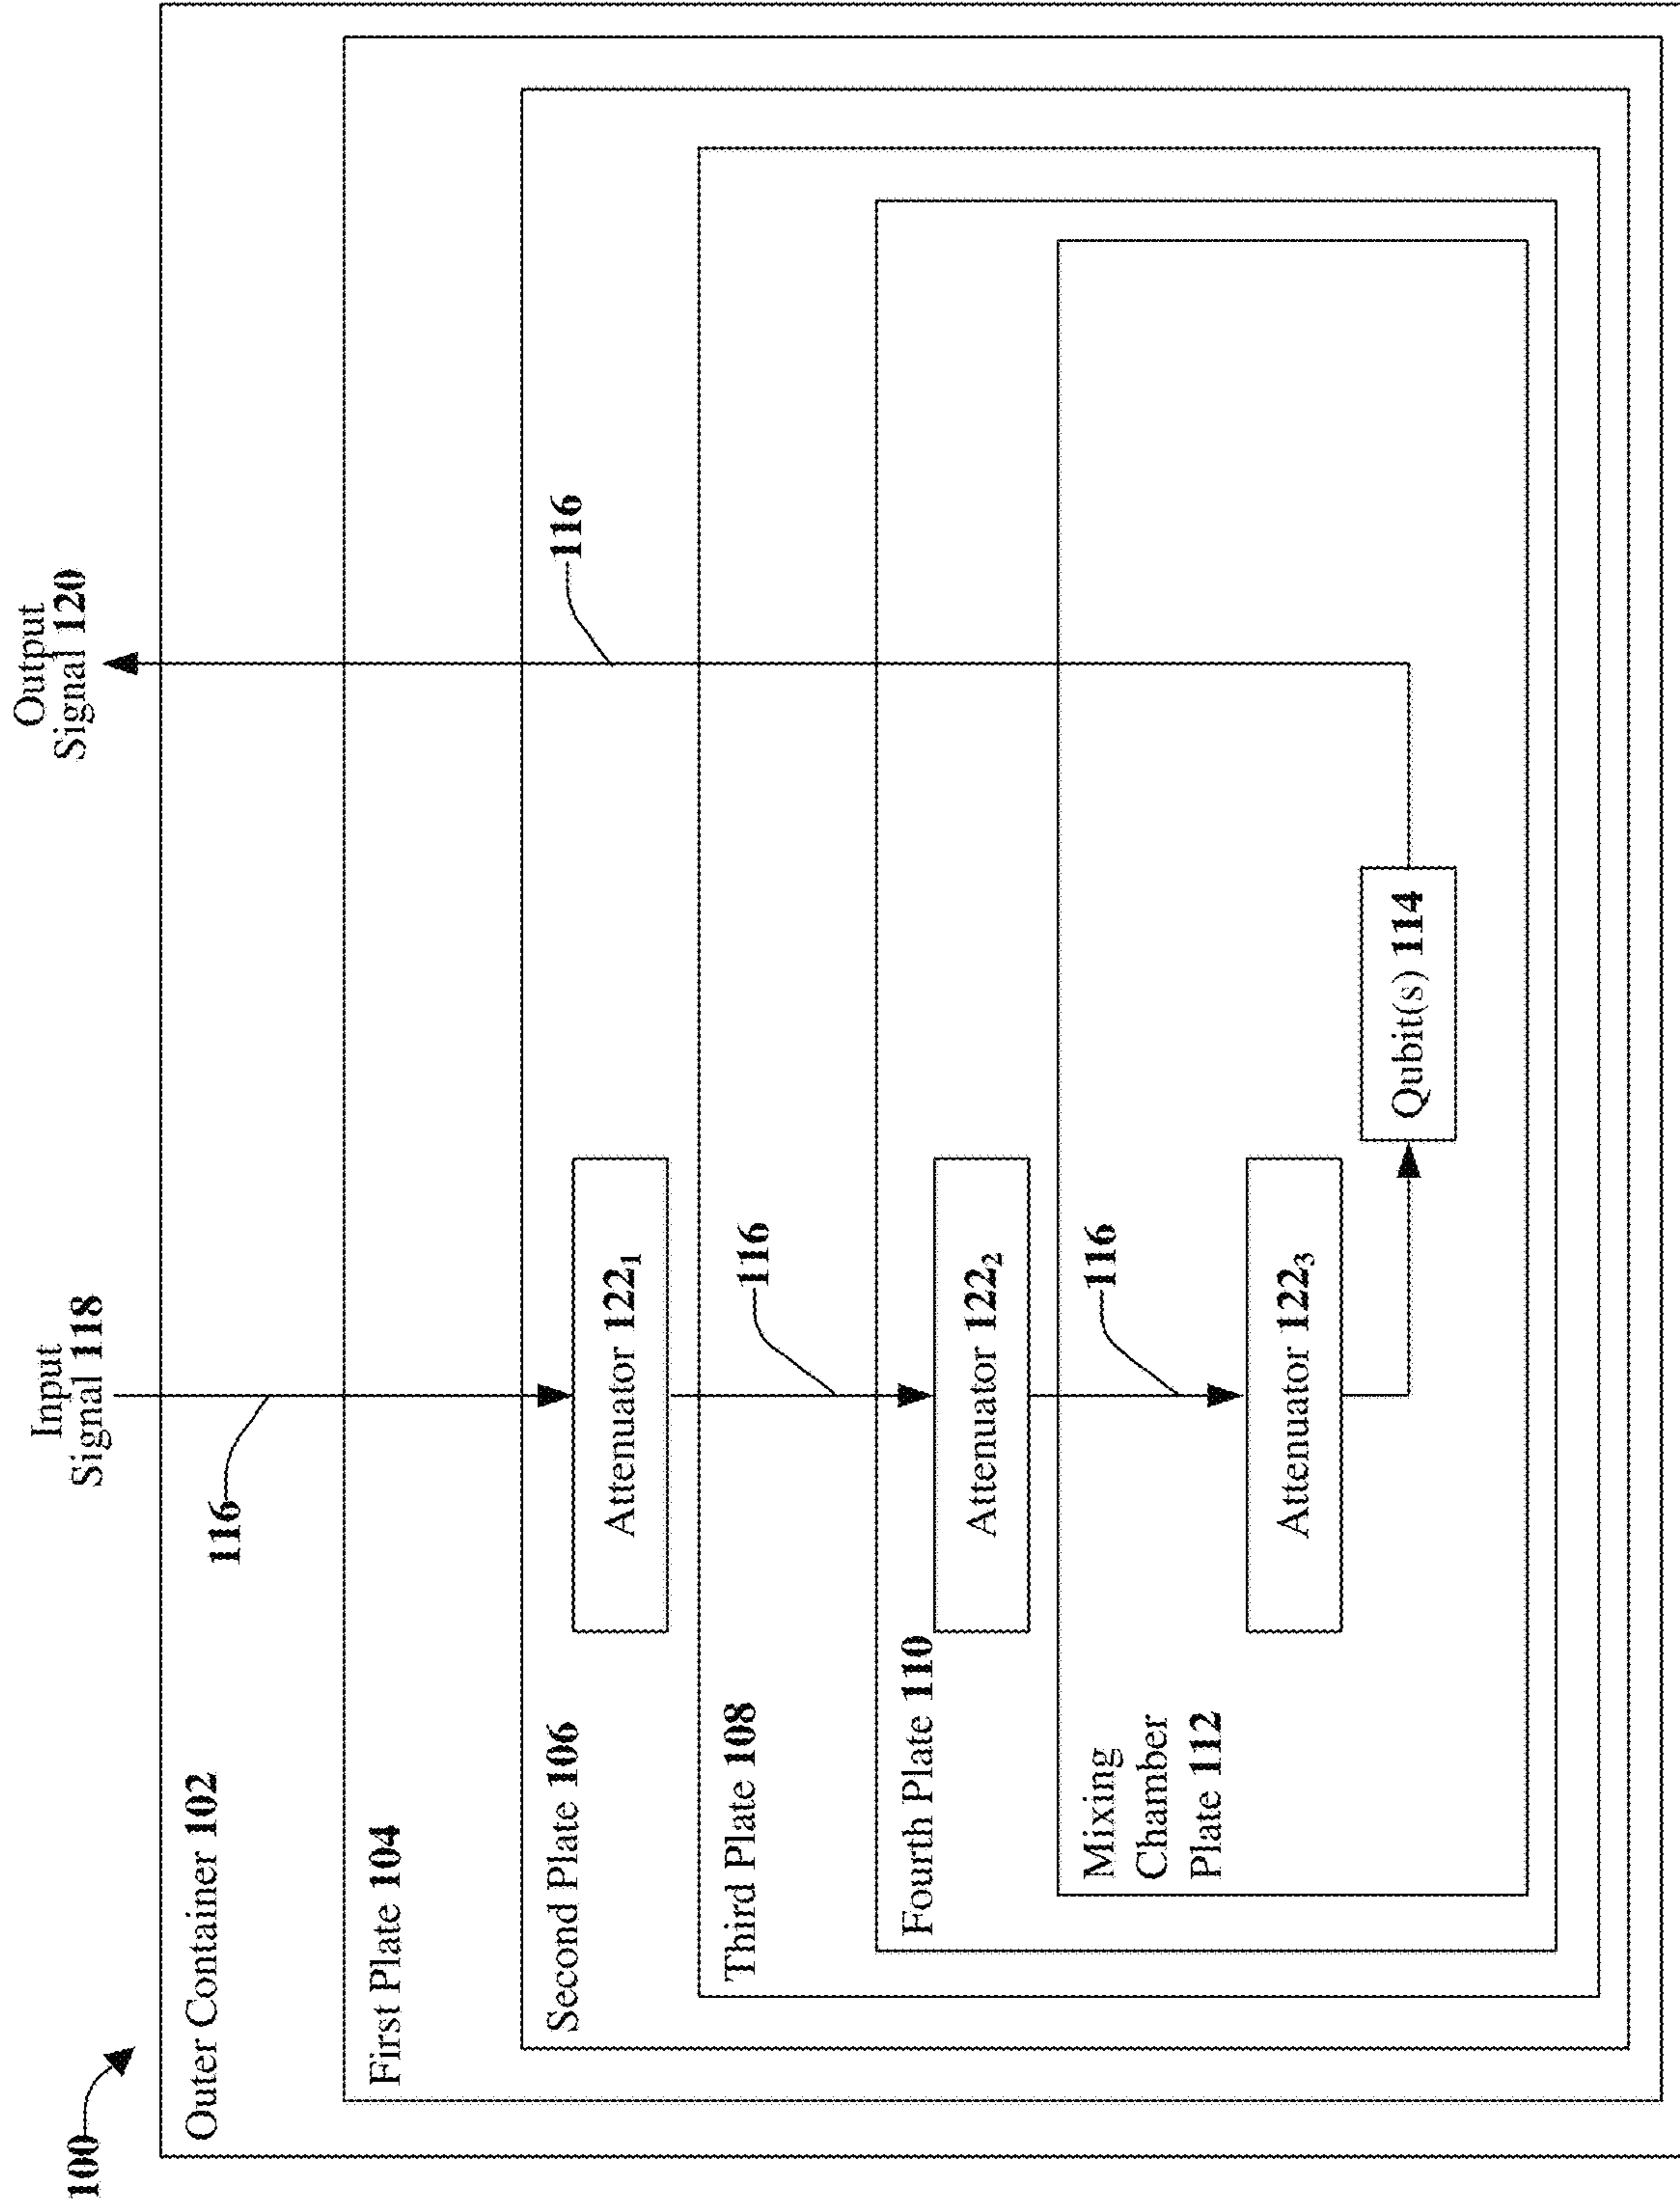 100
Input
Signal 118
Output
Signal 120
Outer Container 102
116
First Plate 104
Second Plate 106
116
Attenuator 122₁
Third Plate 108
116
Fourth Plate 110
Attenuator 122₂
Mixing
Chamber
Plate 112
116
Attenuator 122₃
Qubit(s) 114